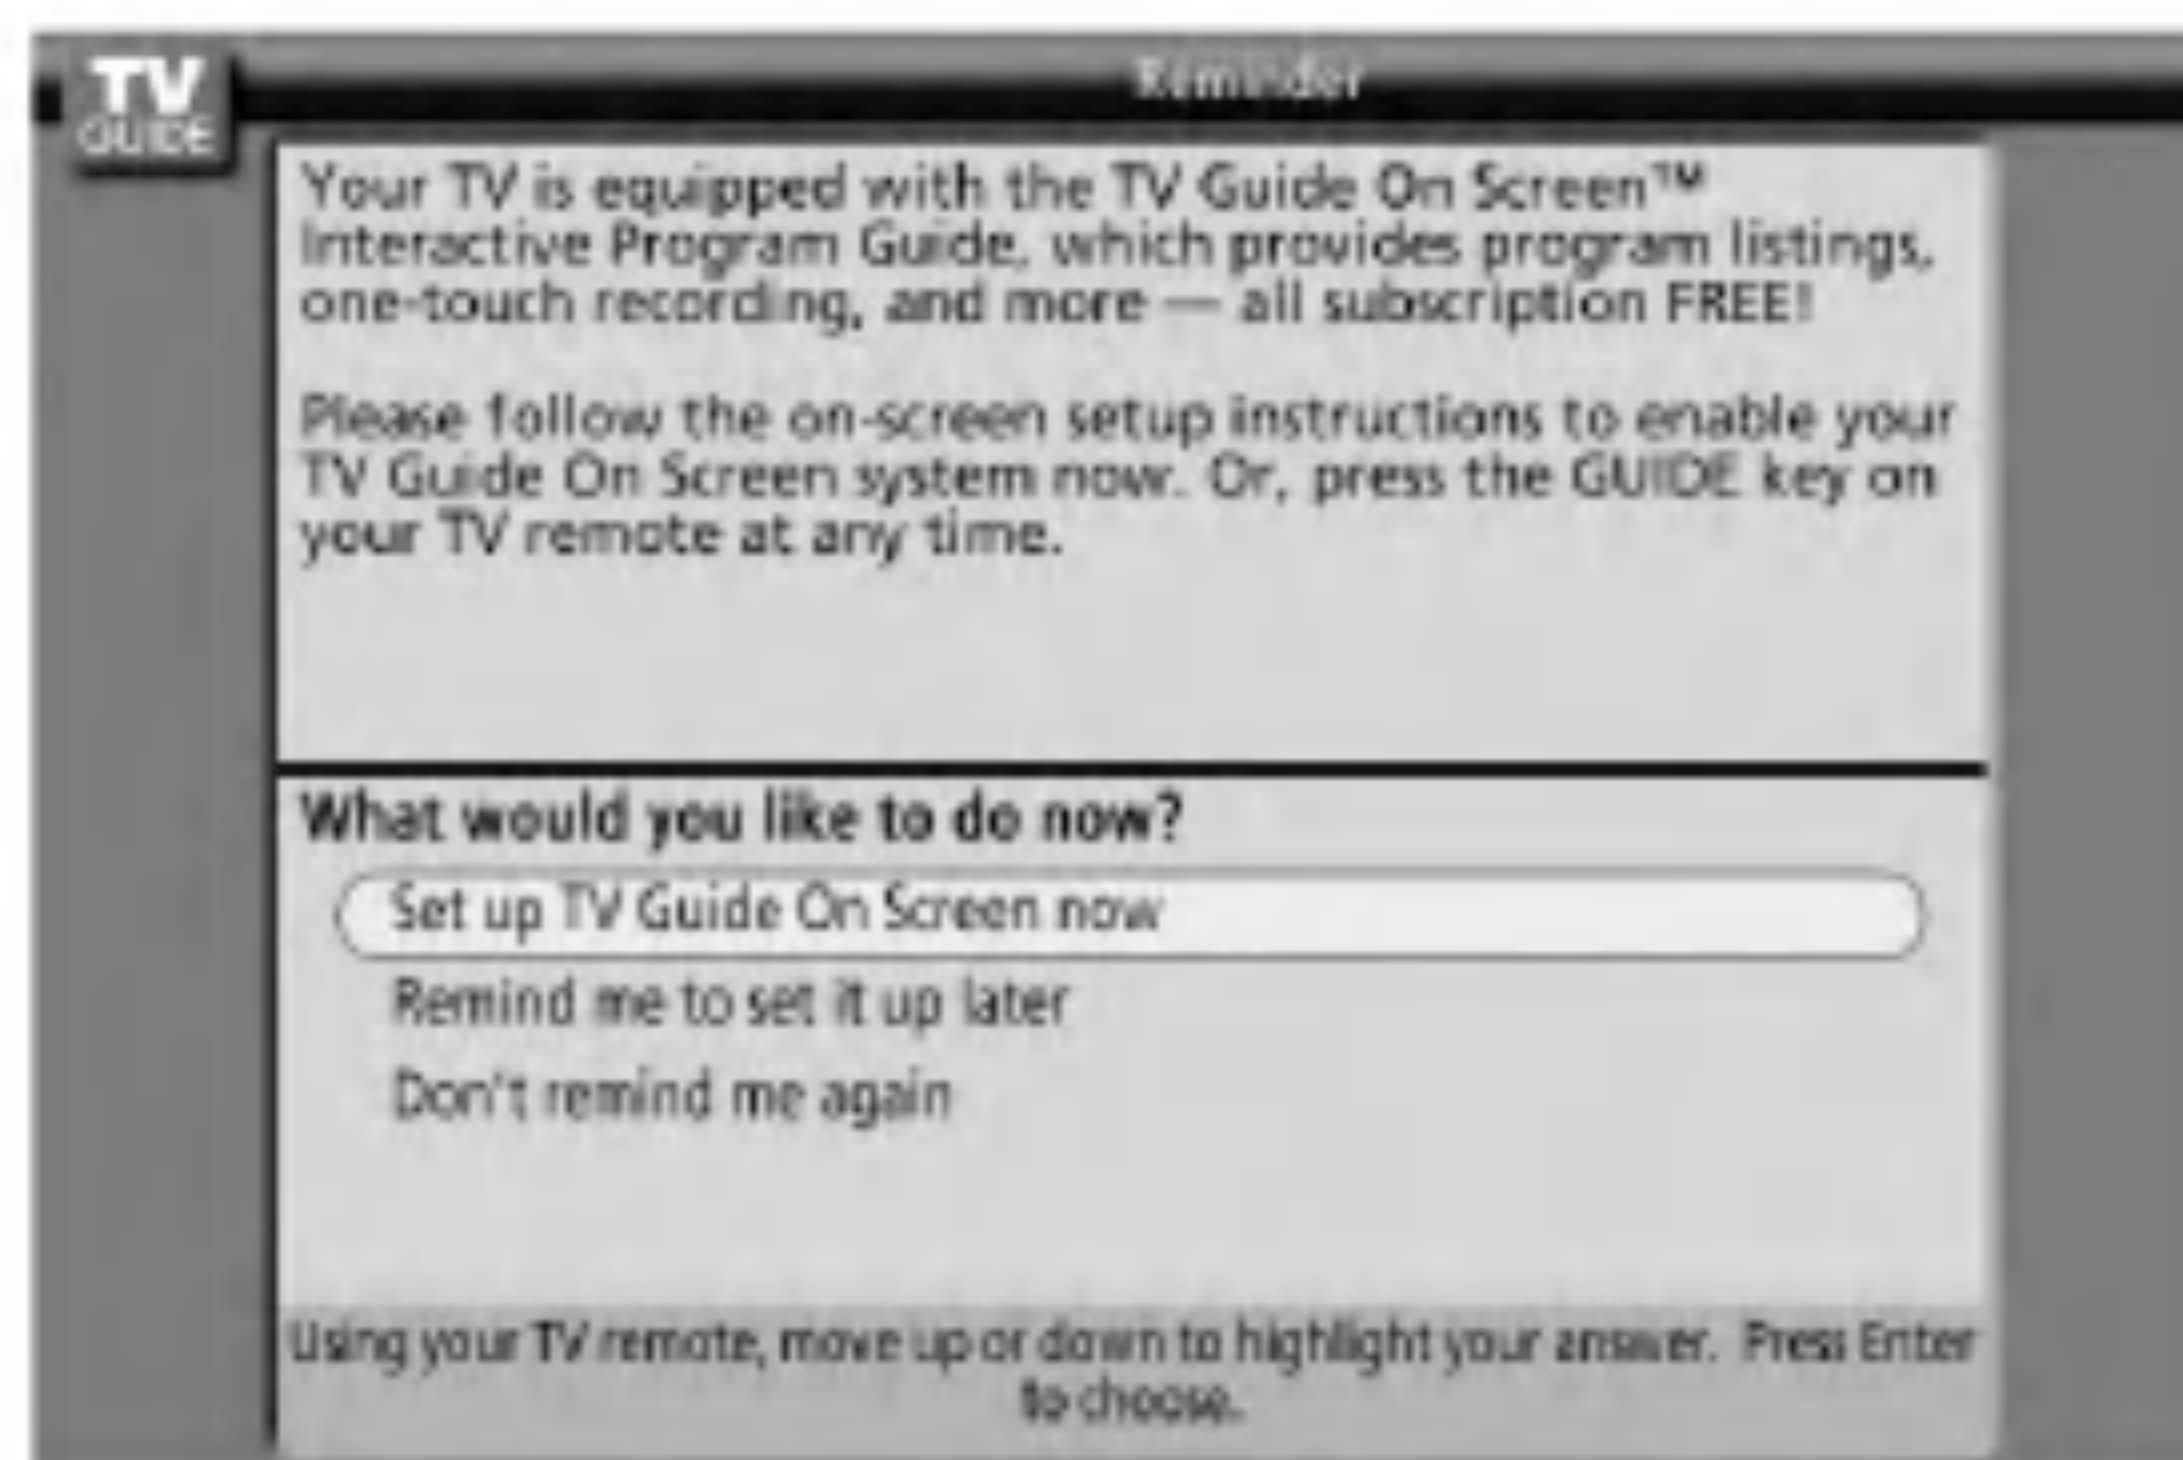 TV
GUIDE
Reminder
Your TV is equipped with the TV Guide On Screen™
Interactive Program Guide, which provides program listings,
one-touch recording, and more — all subscription FREE!
Please follow the on-screen setup instructions to enable your
TV Guide On Screen system now. Or, press the GUIDE key on
your TV remote at any time.
What would you like to do now?
Set up TV Guide On Screen now
Remind me to set it up later
Don't remind me again
Using your TV remote, move up or down to highlight your answer. Press Enter
to choose.